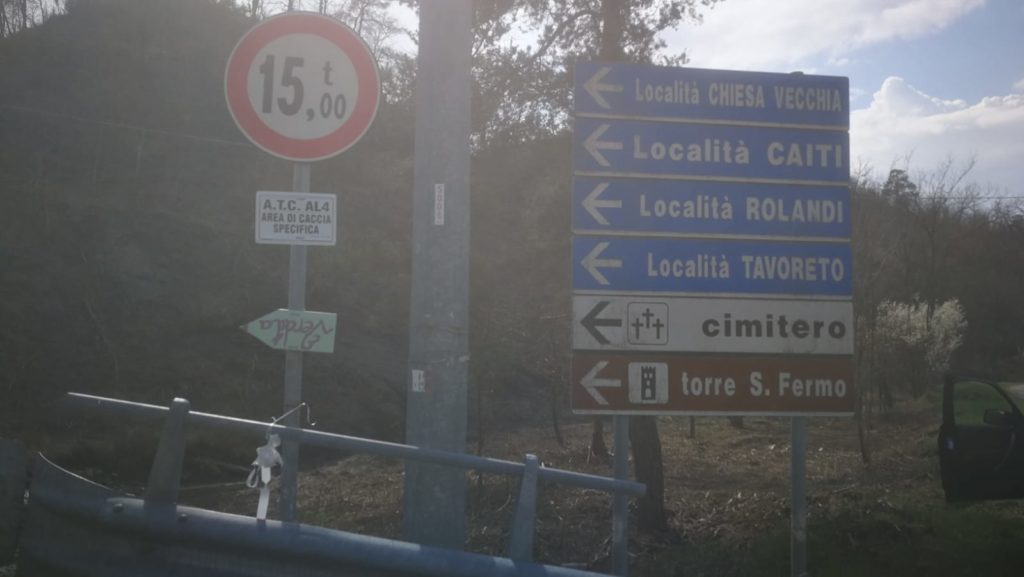 15,00 t
A.T.C. AL4
AREA DI CACCIA
SPECIFICA
Località CHIESA VECCHIA
Località CAITI
Località ROLANDI
Località TAVORETO
cimitero
torre S. Fermo